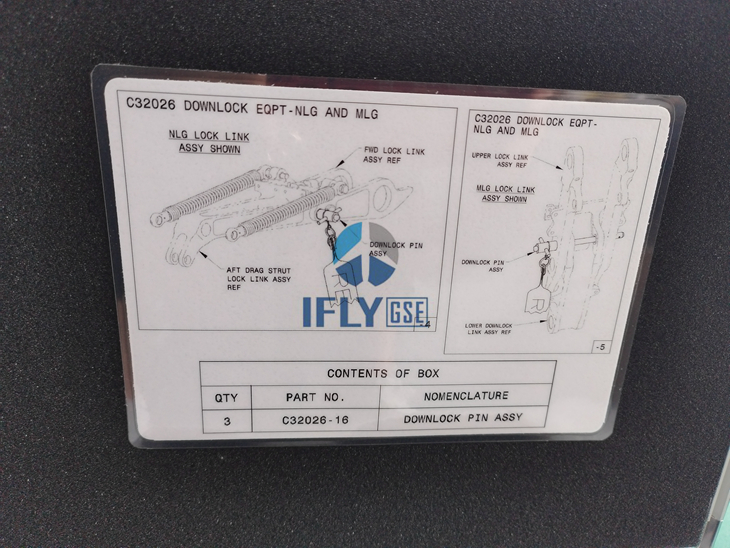 C32026 DOWNLOCK EQPT-NLG AND MLG
NLG LOCK LINK
ASSY SHOWN
FWD LOCK LINK
ASSY REF
DOWNLOCK PIN
ASSY
AFT DRAG STRUT
LOCK LINK ASSY
REF
-4
C32026 DOWNLOCK EQPT-
NLG AND MLG
UPPER LOCK LINK
ASSY REF
MLG LOCK LINK
ASSY SHOWN
DOWNLOCK PIN
ASSY
LOWER DOWNLOCK
LINK ASSY REF
-5
IFLY GSE
CONTENTS OF BOX
QTY PART NO. NOMENCLATURE
3 C32026-16 DOWNLOCK PIN ASSY